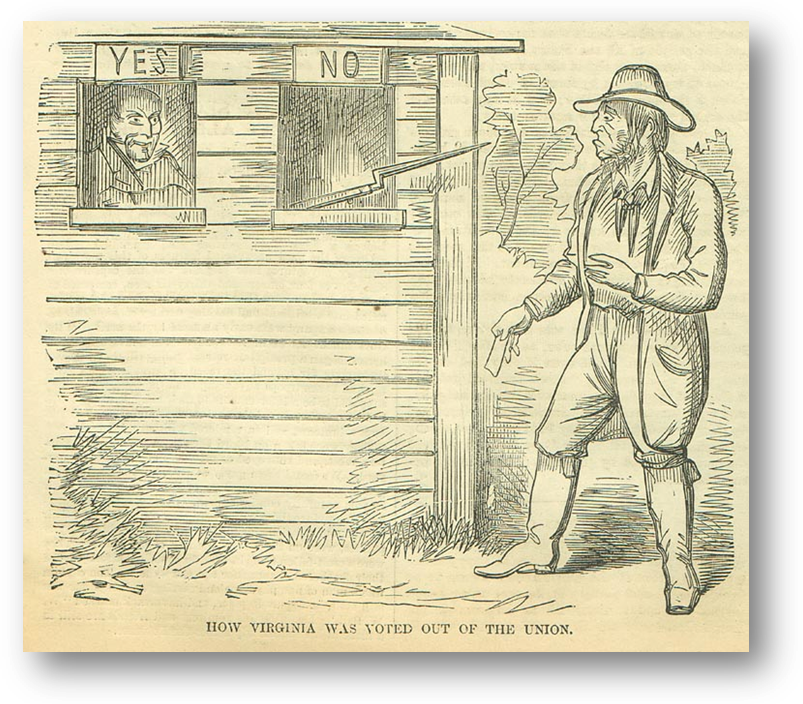 YES
NO
HOW VIRGINIA WAS VOTED OUT OF THE UNION.